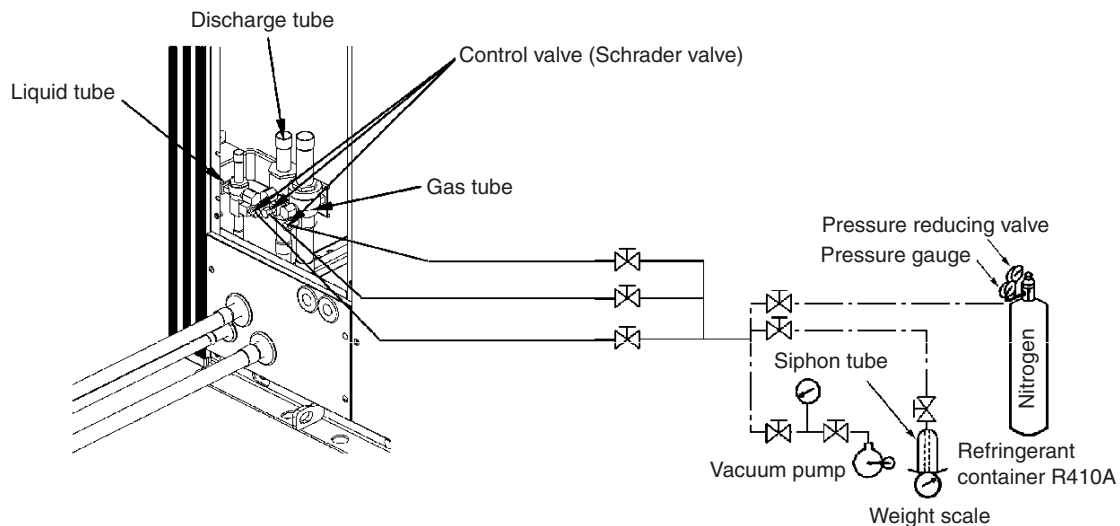 Discharge tube
Control valve (Schrader valve)
Liquid tube
Gas tube
Pressure reducing valve
Pressure gauge
Nitrogen
Siphon tube
Vacuum pump
Refringerant
container R410A
Weight scale